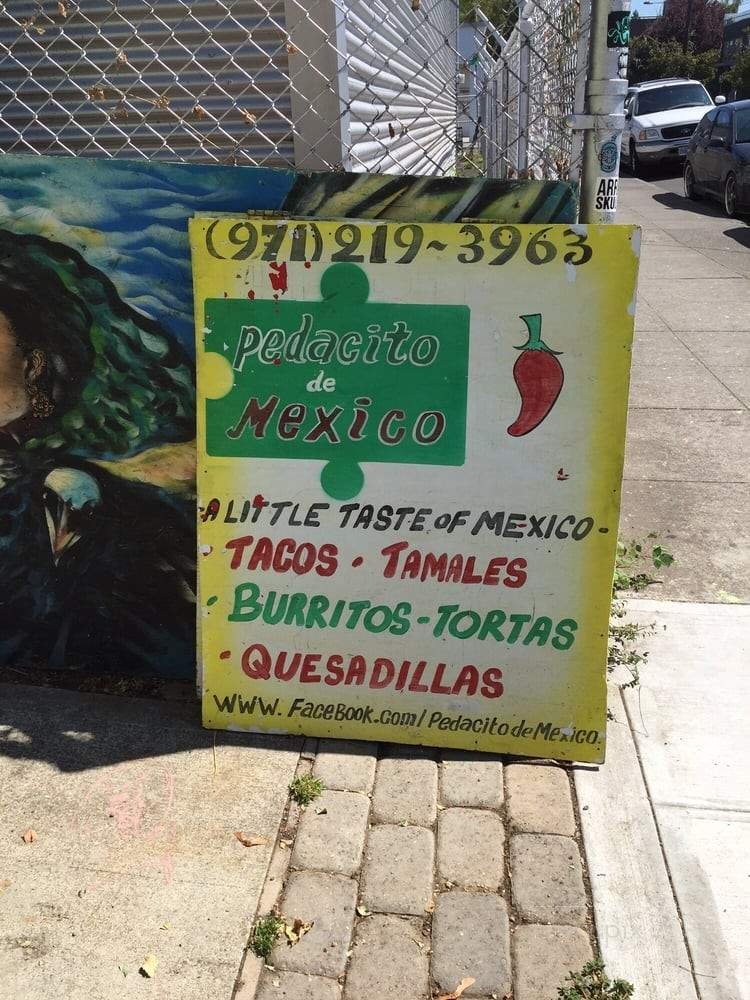 (971)219~3963
Pedacito
de
Mexico
-A LITTLE TASTE OF MEXICO-
TACOS • TAMALES
• BURRITOS-TORTAS
• QUESADILLAS
WWW.FaceBook.com/PedacitodeMexico